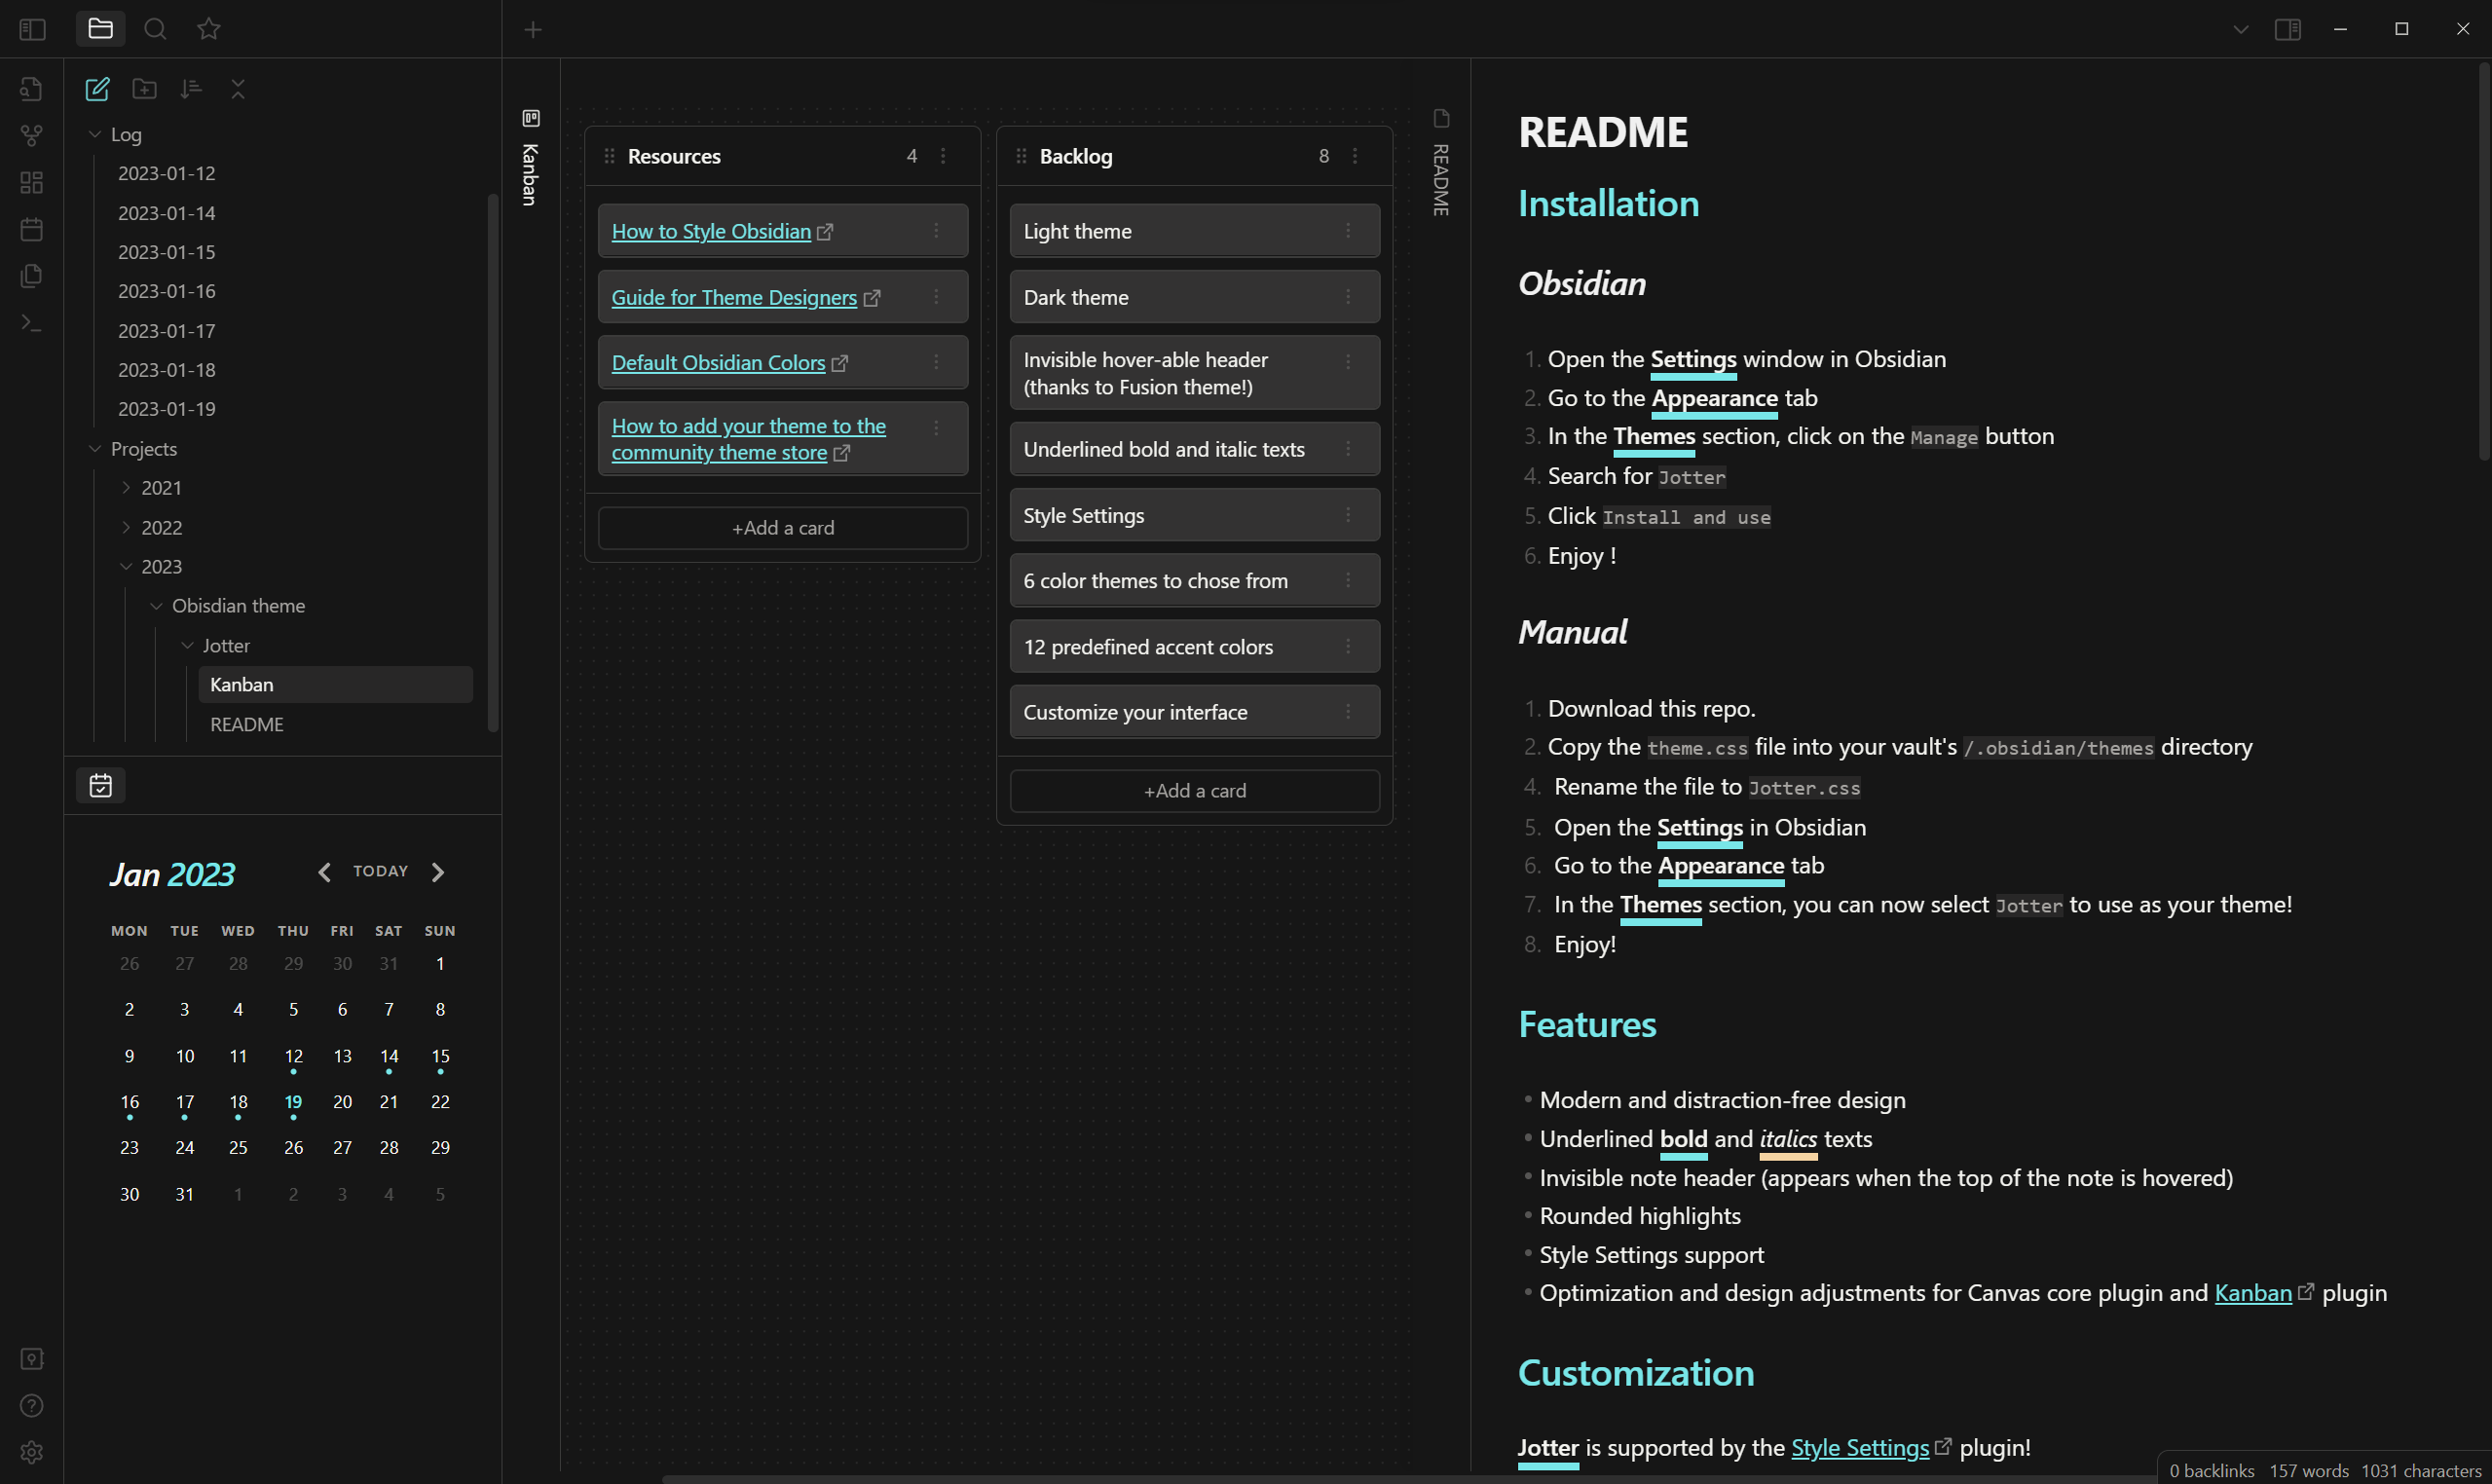 Log
2023-01-12
2023-01-14
2023-01-15
2023-01-16
2023-01-17
2023-01-18
2023-01-19
Projects
2021
2022
2023
Obisdian theme
Jotter
Kanban
README
Jan 2023
TODAY
MON TUE WED THU FRI SAT SUN
26 27 28 29 30 31 1
2 3 4 5 6 7 8
9 10 11 12 13 14 15
16 17 18 19 20 21 22
23 24 25 26 27 28 29
30 31 1 2 3 4 5
Kanban
Resources 4
How to Style Obsidian
Guide for Theme Designers
Default Obsidian Colors
How to add your theme to the
community theme store
+Add a card
Backlog 8
Light theme
Dark theme
Invisible hover-able header
(thanks to Fusion theme!)
Underlined bold and italic texts
Style Settings
6 color themes to chose from
12 predefined accent colors
Customize your interface
+Add a card
README
README
Installation
Obsidian
1. Open the Settings window in Obsidian
2. Go to the Appearance tab
3. In the Themes section, click on the Manage button
4. Search for Jotter
5. Click Install and use
6. Enjoy !
Manual
1. Download this repo.
2. Copy the theme.css file into your vault's /.obsidian/themes directory
4. Rename the file to Jotter.css
5. Open the Settings in Obsidian
6. Go to the Appearance tab
7. In the Themes section, you can now select Jotter to use as your theme!
8. Enjoy!
Features
• Modern and distraction-free design
• Underlined bold and italics texts
• Invisible note header (appears when the top of the note is hovered)
• Rounded highlights
• Style Settings support
• Optimization and design adjustments for Canvas core plugin and Kanban plugin
Customization
Jotter is supported by the Style Settings plugin!
0 backlinks 157 words 1031 characters